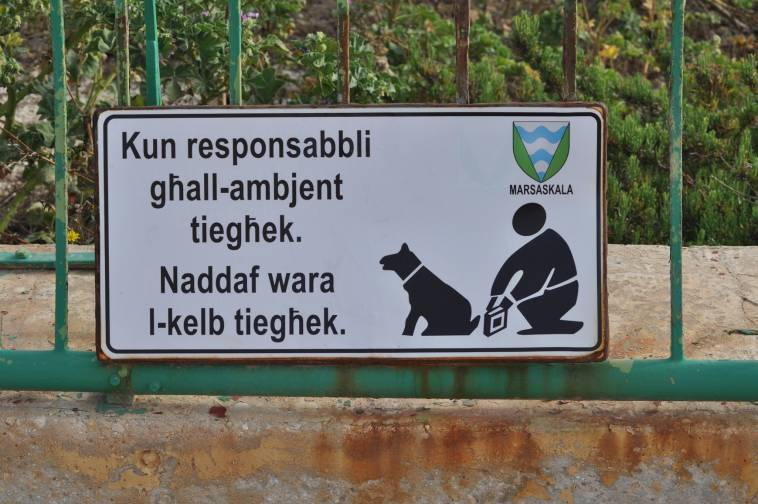 Kun responsabbli
għall-ambjent
tiegħek.
Naddaf wara
l-kelb tiegħek.
MARSASKALA